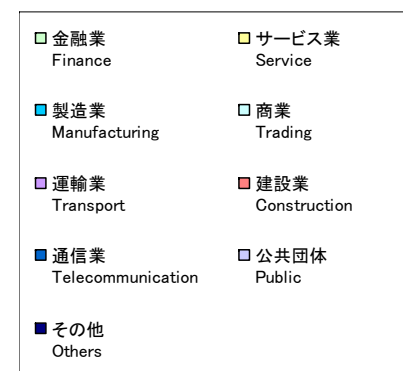 金融業
Finance
サービス業
Service
製造業
Manufacturing
商業
Trading
運輸業
Transport
建設業
Construction
通信業
Telecommunication
公共団体
Public
その他
Others